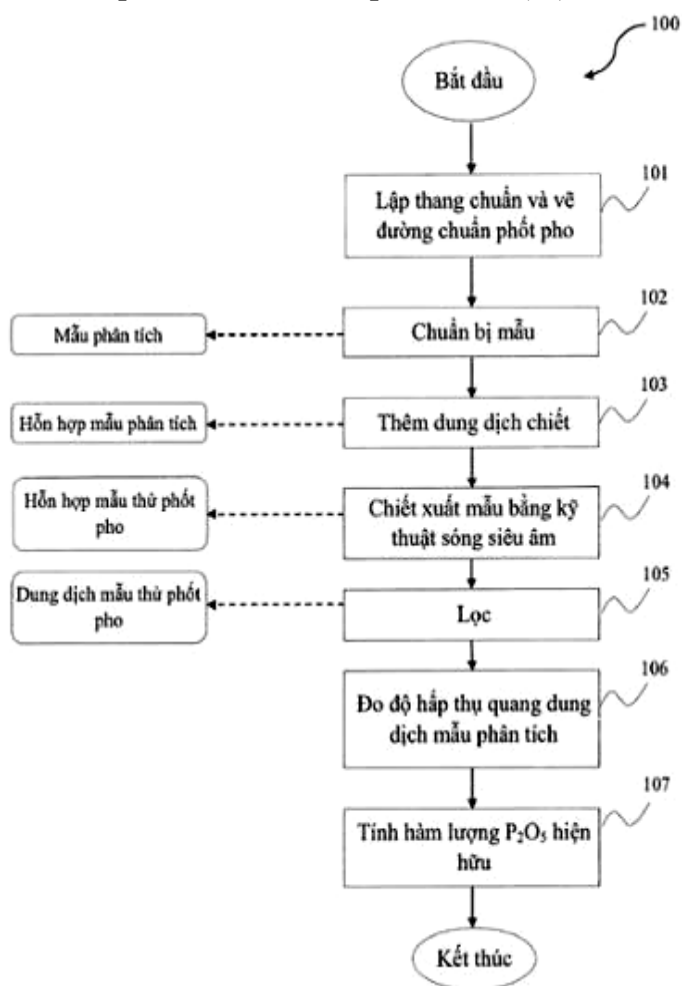 100
Bắt đầu
101
Lập thang chuẩn và vẽ
đường chuẩn phốt pho
102
Mẫu phân tích
Chuẩn bị mẫu
103
Hỗn hợp mẫu phân tích
Thêm dung dịch chiết
104
Hỗn hợp mẫu thử phốt
pho
Chiết xuất mẫu bằng kỹ
thuật sóng siêu âm
105
Dung dịch mẫu thử phốt
pho
Lọc
106
Đo độ hấp thụ quang dung
dịch mẫu phân tích
107
Tính hàm lượng P₂O₅ hiện
hữu
Kết thúc